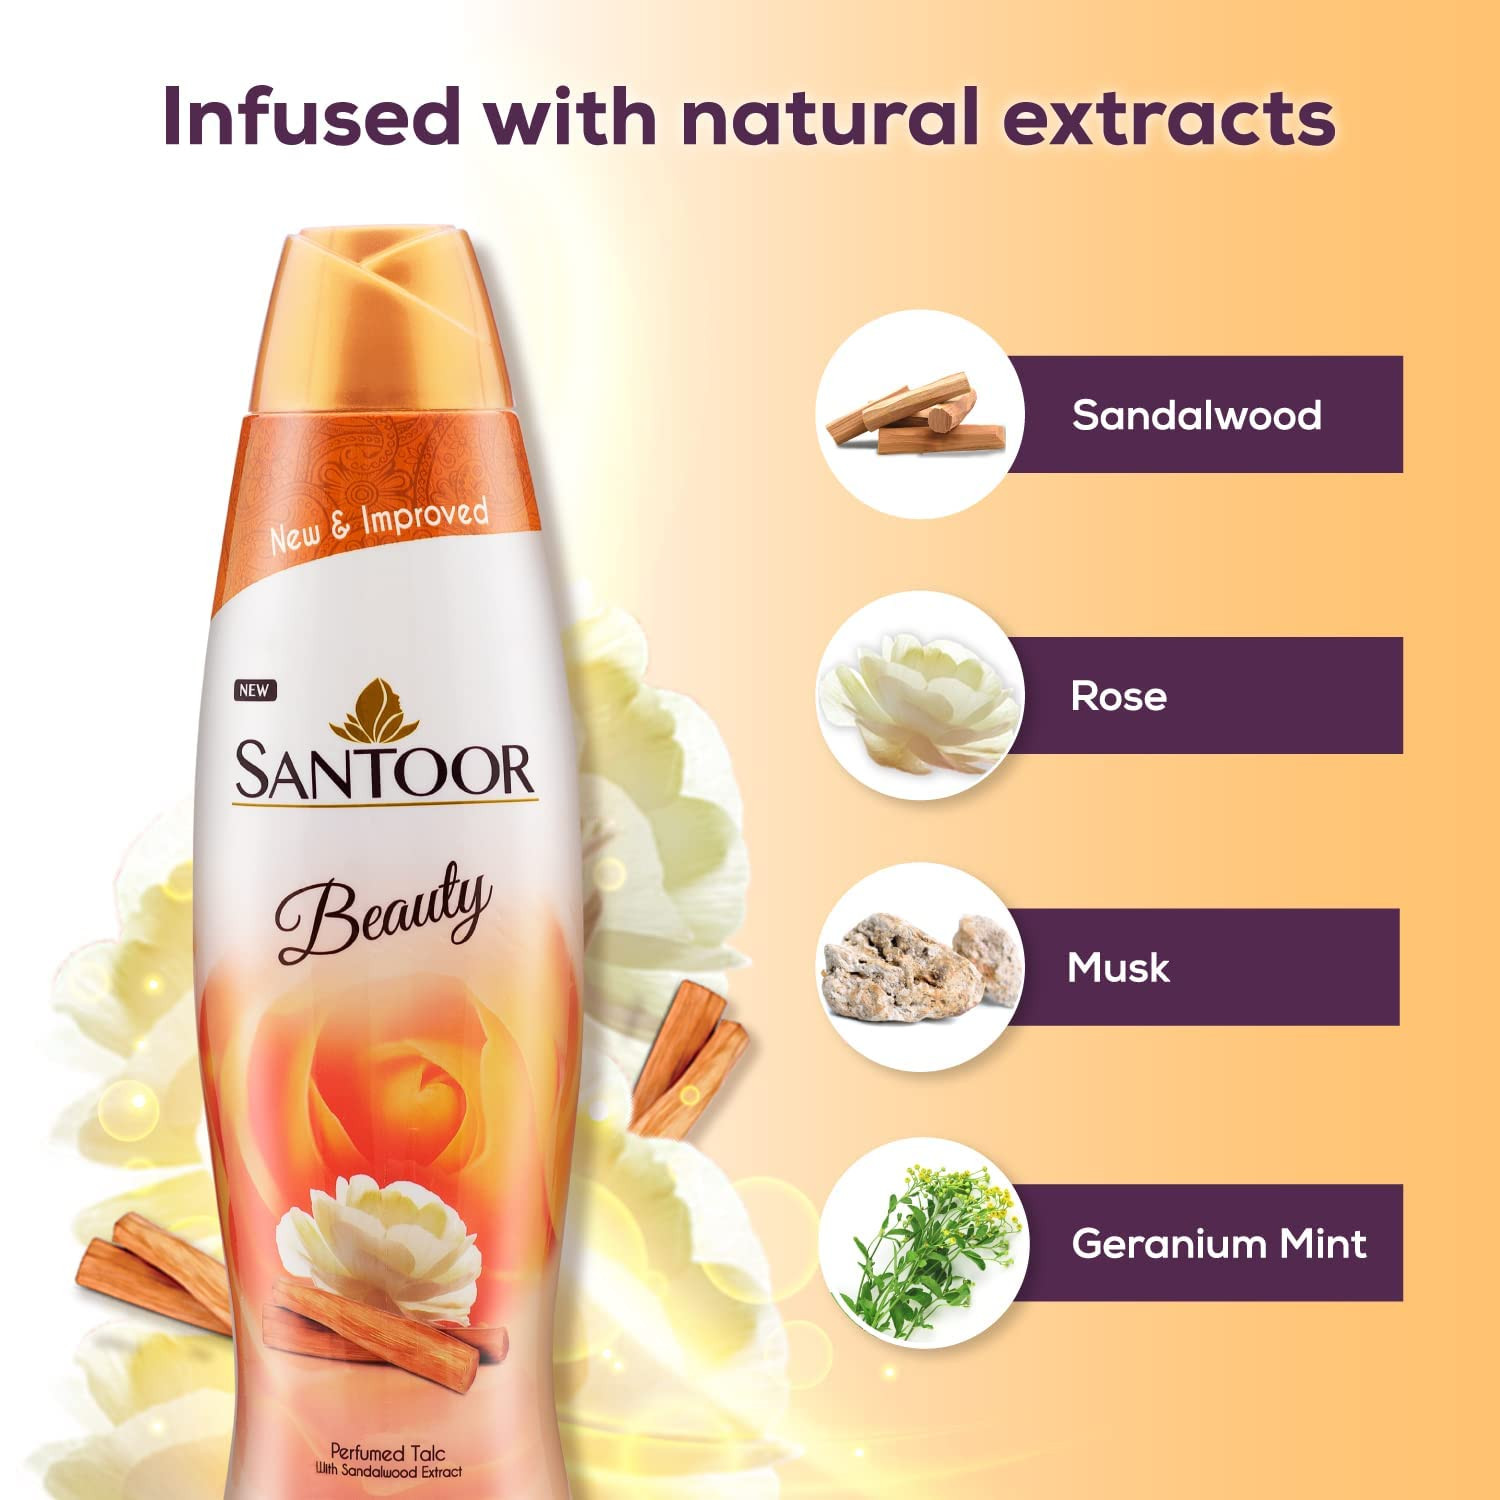 Infused with natural extracts
New & Improved
NEW
SANTOOR
Beauty
Perfumed Talc
With Sandalwood Extract
Sandalwood
Rose
Musk
Geranium Mint